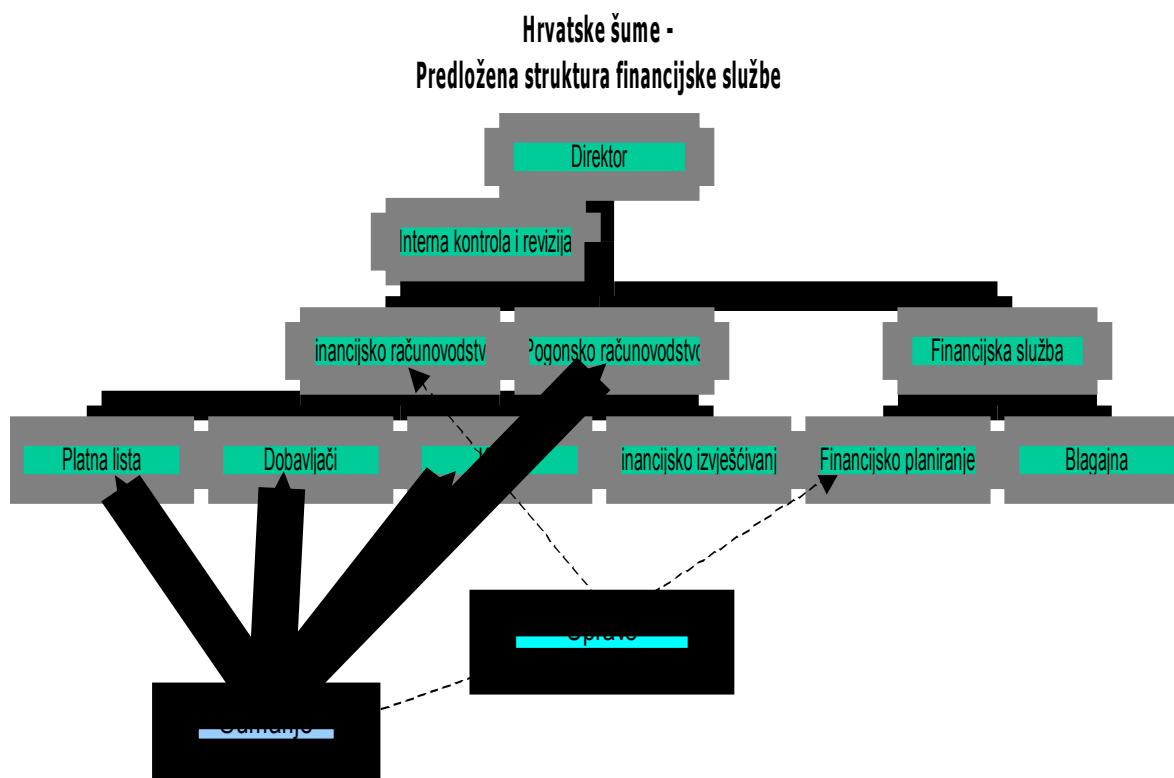 Hrvatske šume -
Predložena struktura financijske službe
Direktor
Interna kontrola i revizija
inancijsko računovodstv
Pogonsko računovodstvo
Financijska služba
Platna lista
Dobavljači
inancijsko izvješćivanj
Financijsko planiranje
Blagajna